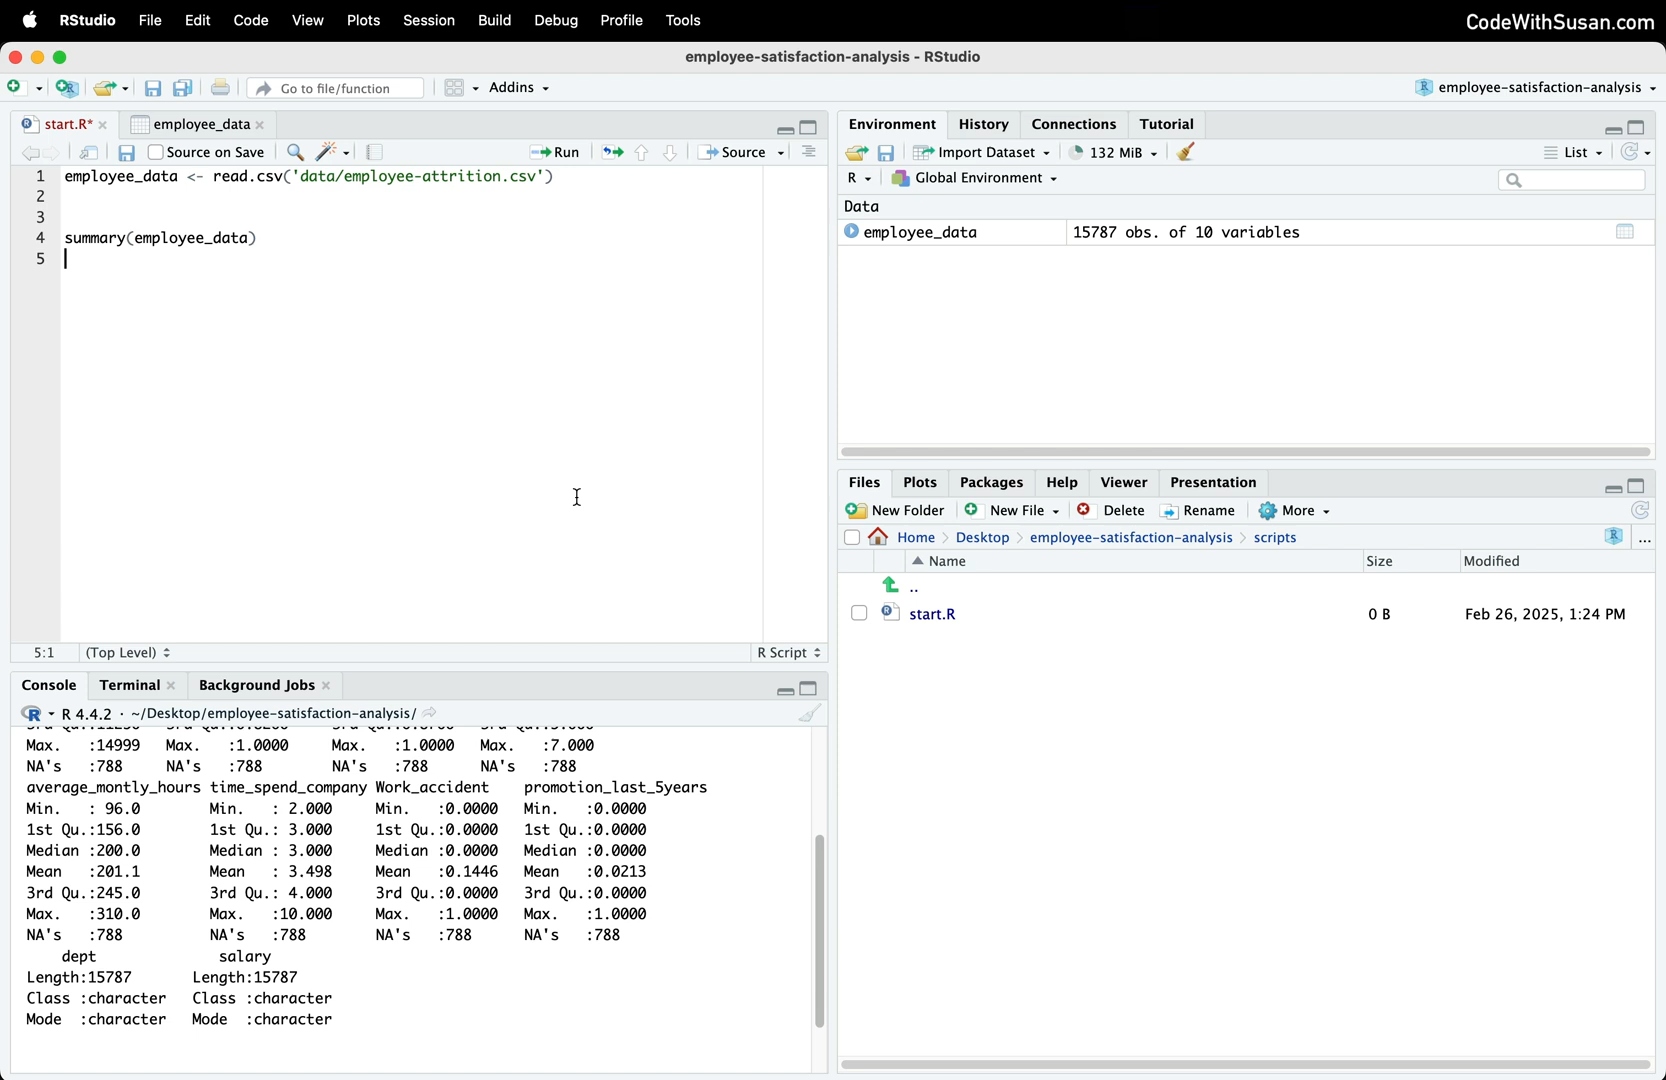 RStudio File Edit Code View Plots Session Build Debug Profile Tools CodeWithSusan.com
employee-satisfaction-analysis - RStudio
Go to file/function Addins employee-satisfaction-analysis
start.R* employee_data
Source on Save Run Source
1 employee_data <- read.csv('data/employee-attrition.csv')
2
3
4 summary(employee_data)
5
5:1 (Top Level) R Script
Console Terminal Background Jobs
R 4.4.2 · ~/Desktop/employee-satisfaction-analysis/
Max. :14999 Max. :1.0000 Max. :1.0000 Max. :7.000
NA's :788 NA's :788 NA's :788 NA's :788
average_montly_hours time_spend_company Work_accident promotion_last_5years
Min. : 96.0 Min. : 2.000 Min. :0.0000 Min. :0.0000
1st Qu.:156.0 1st Qu.: 3.000 1st Qu.:0.0000 1st Qu.:0.0000
Median :200.0 Median : 3.000 Median :0.0000 Median :0.0000
Mean :201.1 Mean : 3.498 Mean :0.1446 Mean :0.0213
3rd Qu.:245.0 3rd Qu.: 4.000 3rd Qu.:0.0000 3rd Qu.:0.0000
Max. :310.0 Max. :10.000 Max. :1.0000 Max. :1.0000
NA's :788 NA's :788 NA's :788 NA's :788
dept salary
Length:15787 Length:15787
Class :character Class :character
Mode :character Mode :character
Environment History Connections Tutorial
Import Dataset 132 MiB List
R Global Environment
Data
employee_data 15787 obs. of 10 variables
Files Plots Packages Help Viewer Presentation
New Folder New File Delete Rename More
Home Desktop employee-satisfaction-analysis scripts ...
Name Size Modified
..
start.R 0 B Feb 26, 2025, 1:24 PM